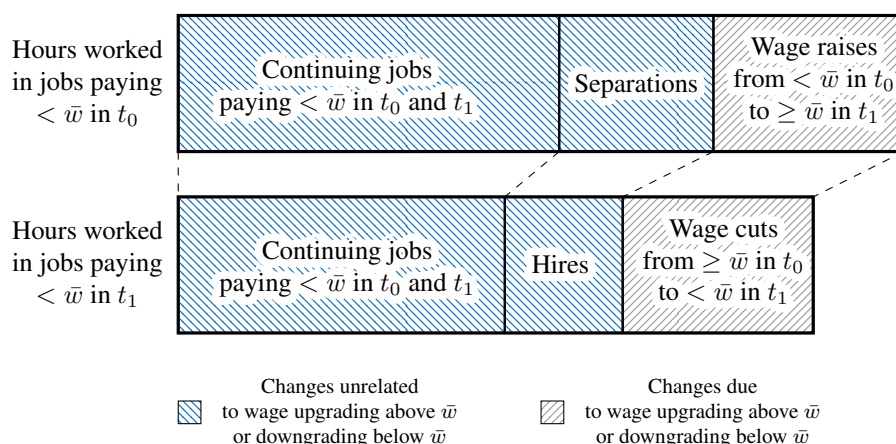 Hours worked
in jobs paying
< w̄ in t₀
Continuing jobs
paying < w̄ in t₀ and t₁
Separations
Wage raises
from < w̄ in t₀
to ≥ w̄ in t₁
Hours worked
in jobs paying
< w̄ in t₁
Continuing jobs
paying < w̄ in t₀ and t₁
Hires
Wage cuts
from ≥ w̄ in t₀
to < w̄ in t₁
Changes unrelated
to wage upgrading above w̄
or downgrading below w̄
Changes due
to wage upgrading above w̄
or downgrading below w̄